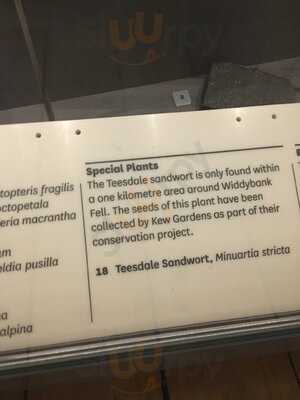 Slurpy
Special Plants
The Teesdale sandwort is only found within
a one kilometre area around Widdybank
Fell. The seeds of this plant have been
collected by Kew Gardens as part of their
conservation project.
18 Teesdale Sandwort, Minuartia stricta
topteris fragilis
octopetala
eria macrantha
eldia pusilla
alpina